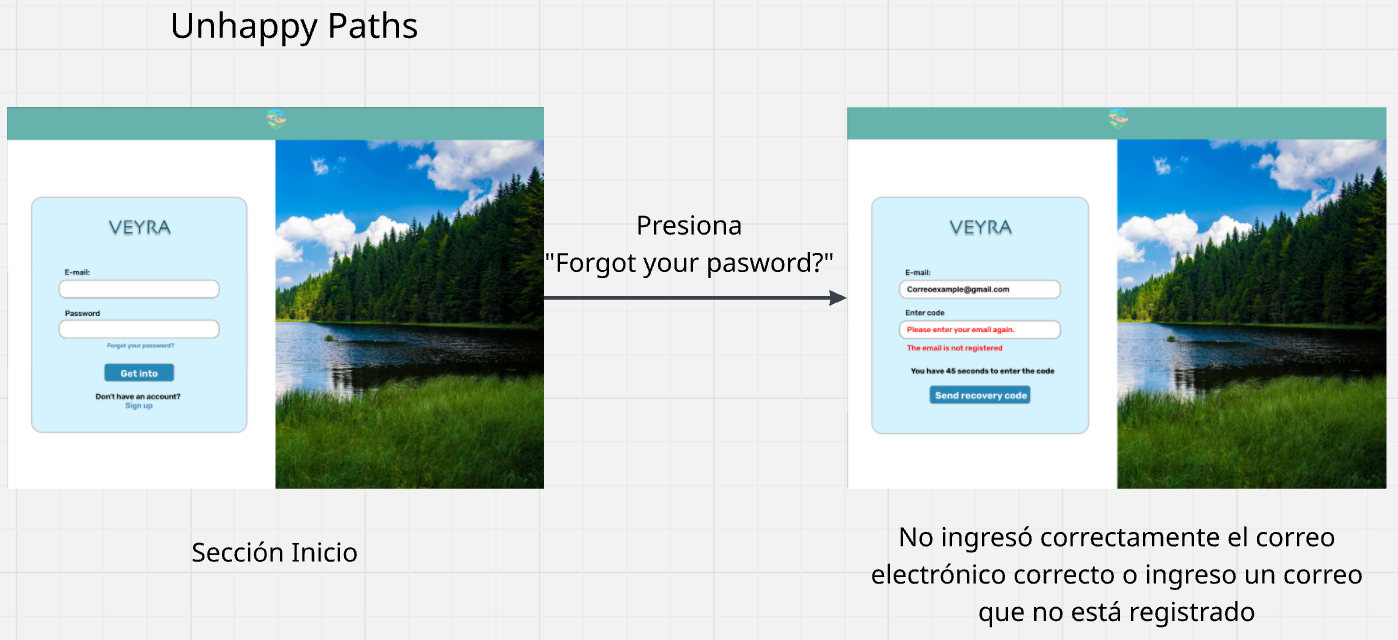 Unhappy Paths
VEYRA
E-mail:
Password
Forgot your password?
Get into
Don't have an account?
Sign up
Sección Inicio
Presiona
"Forgot your pasword?"
VEYRA
E-mail:
Correoexample@gmail.com
Enter code
Please enter your email again.
The email is not registered
You have 45 seconds to enter the code
Send recovery code
No ingresó correctamente el correo
electrónico correcto o ingreso un correo
que no está registrado